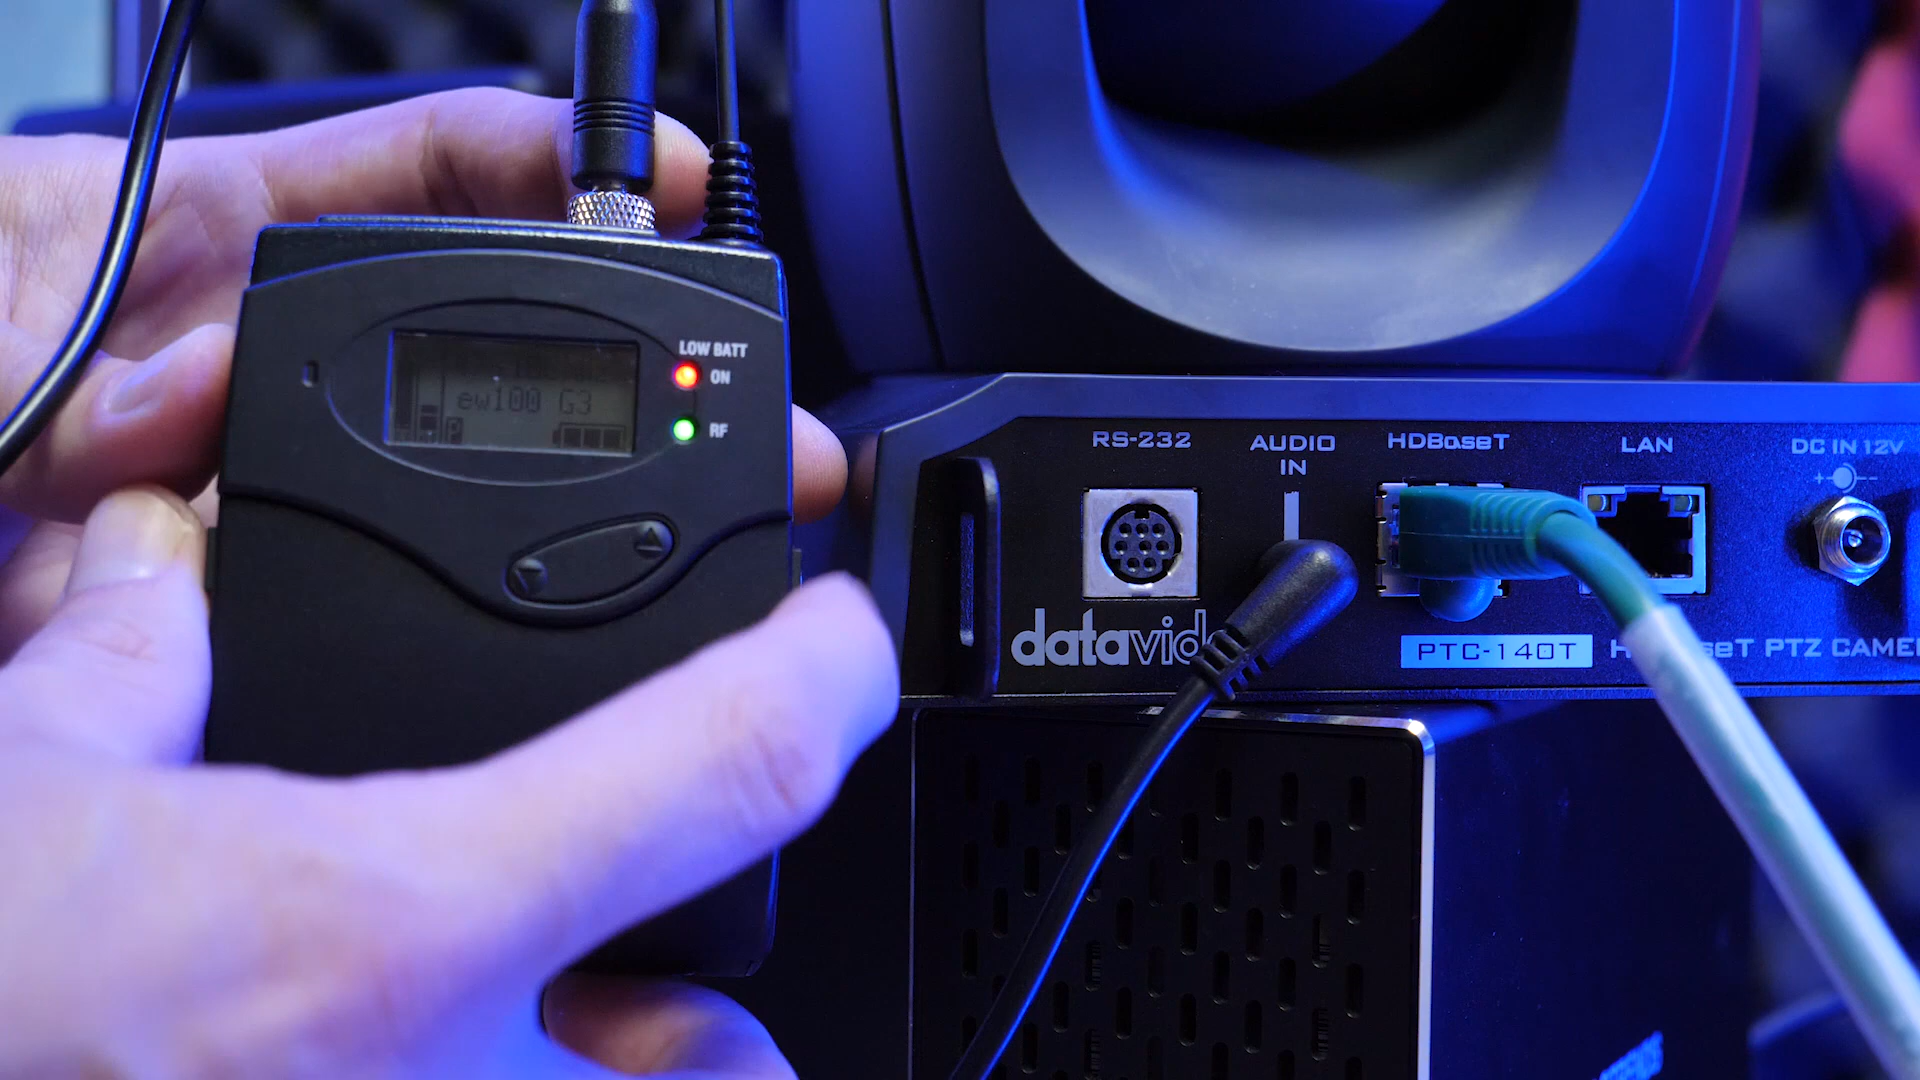 LOW BATT
ON
RF
ew100 G3
P
RS-232
AUDIO
IN
HDBaseT
LAN
DC IN 12V
datavid
PTC-140T
H
seT PTZ CAME